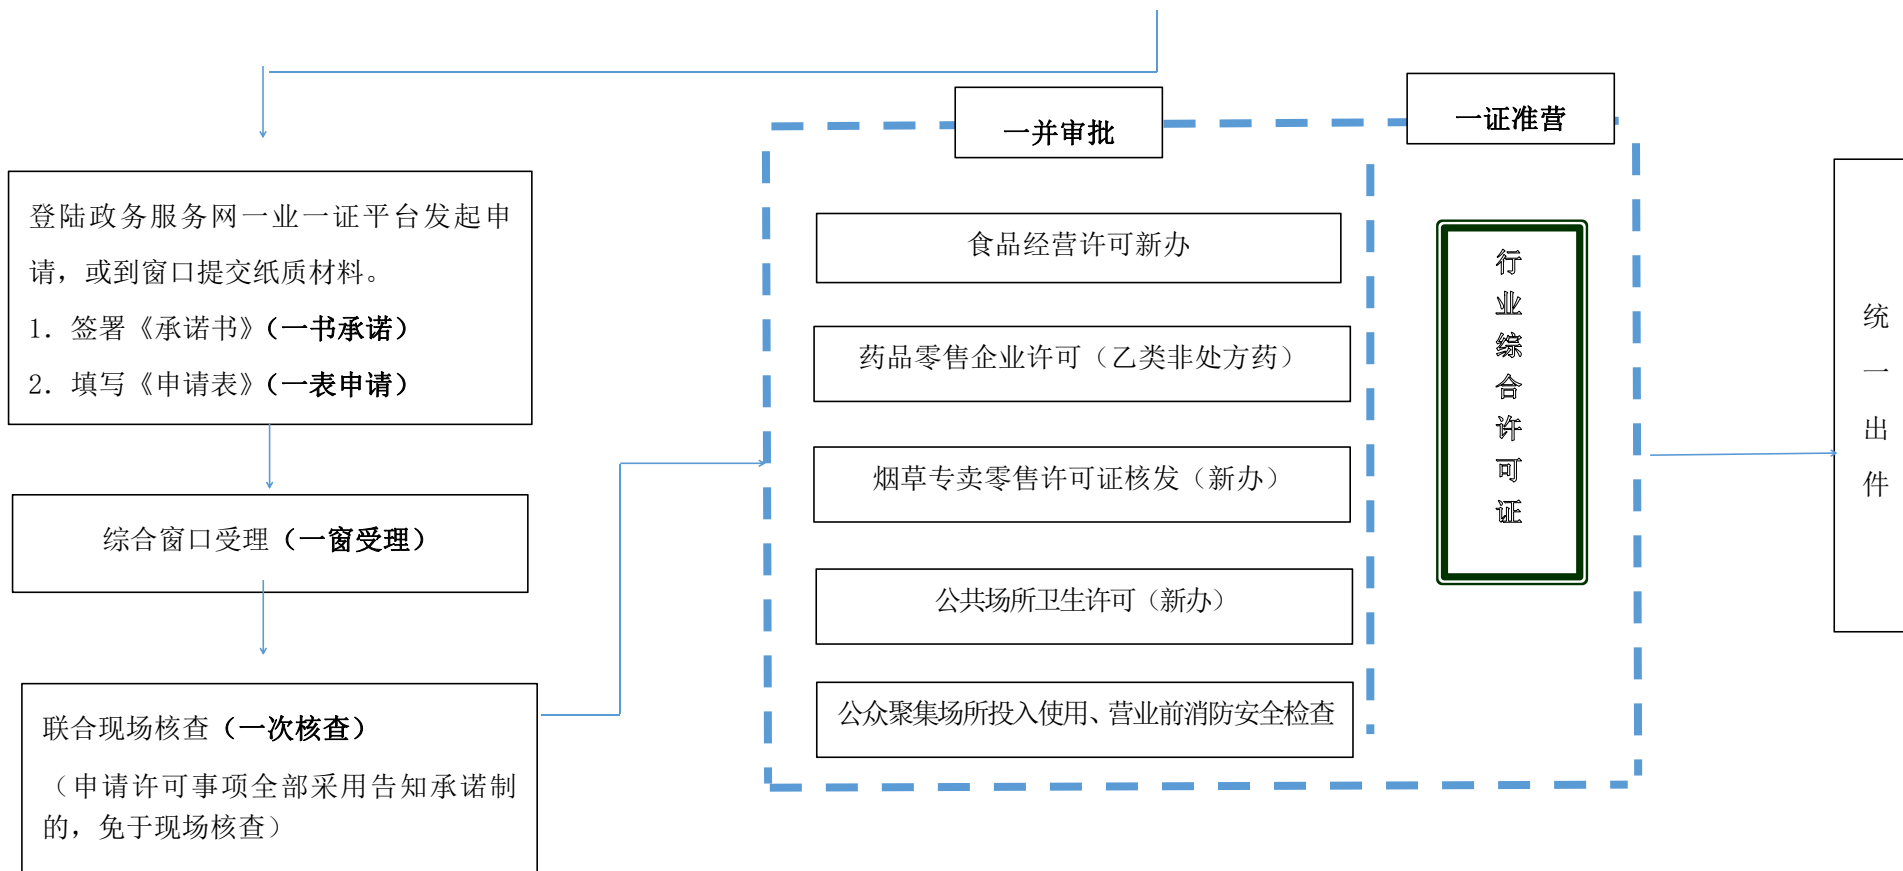 登陆政务服务网一业一证平台发起申
请，或到窗口提交纸质材料。
1. 签署《承诺书》（一书承诺）
2. 填写《申请表》（一表申请）
综合窗口受理（一窗受理）
联合现场核查（一次核查）
（申请许可事项全部采用告知承诺制
的，免于现场核查）
一并审批
食品经营许可新办
药品零售企业许可（乙类非处方药）
烟草专卖零售许可证核发（新办）
公共场所卫生许可（新办）
公众聚集场所投入使用、营业前消防安全检查
一证准营
行
业
综
合
许
可
证
统
一
出
件